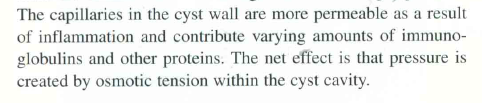 The capillaries in the cyst wall are more permeable as a result
of inflammation and contribute varying amounts of immuno-
globulins and other proteins. The net effect is that pressure is
created by osmotic tension within the cyst cavity.